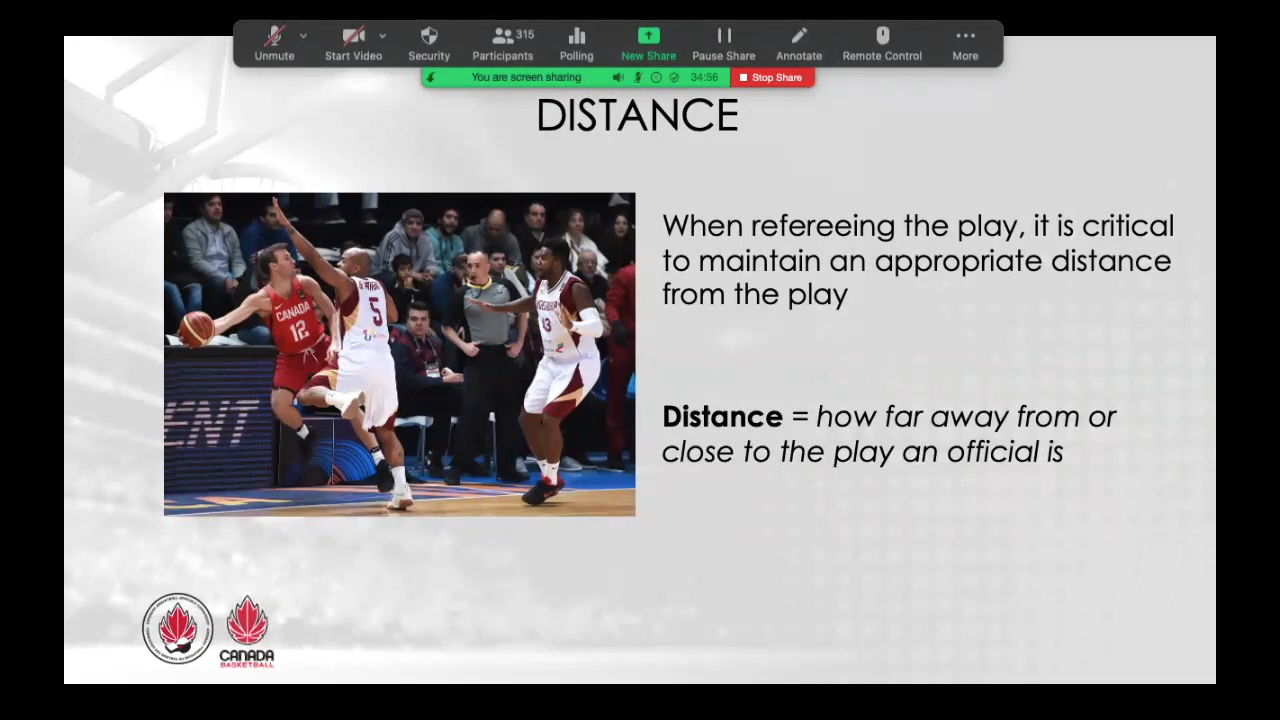 315
Unmute Start Video Security Participants Polling New Share Pause Share Annotate Remote Control More
You are screen sharing 34:56 Stop Share
DISTANCE
When refereeing the play, it is critical
to maintain an appropriate distance
from the play
Distance = how far away from or
close to the play an official is
CANADA
12
5
13
ENT
CANADA
BASKETBALL